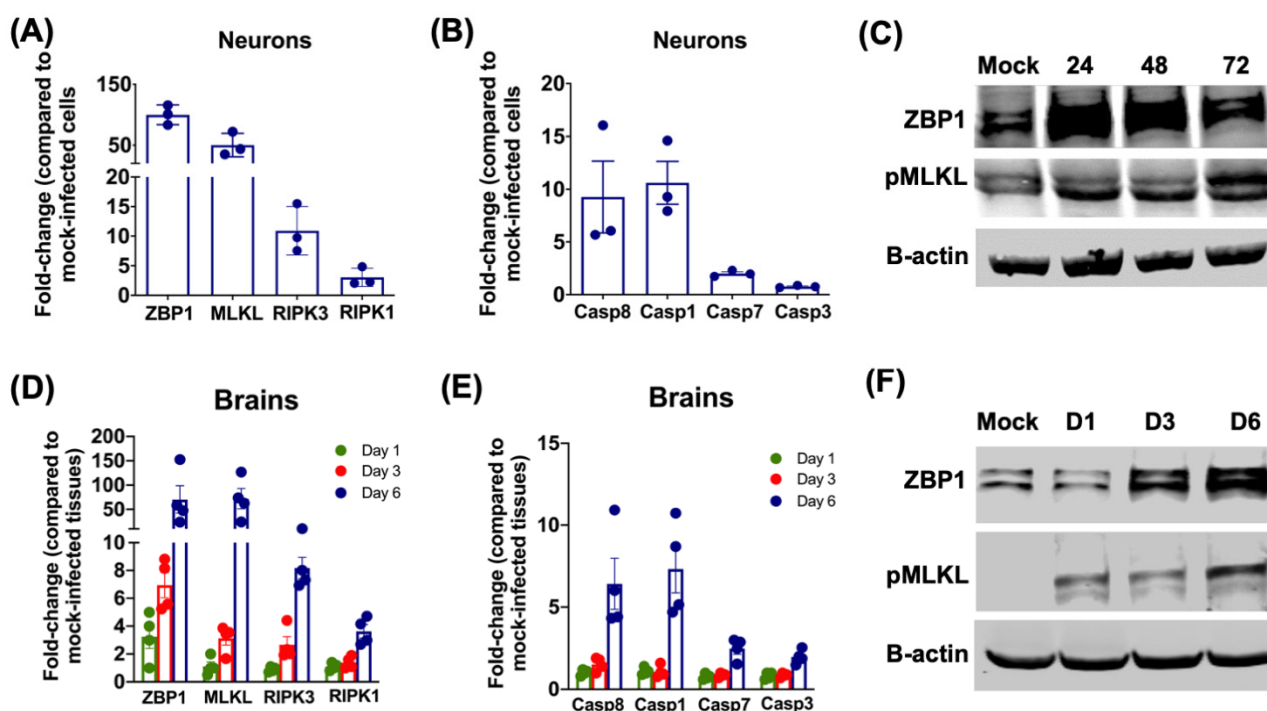 (A)
Neurons
Fold-change (compared to
mock-infected cells
150
50
20
15
10
5
0
ZBP1 MLKL RIPK3 RIPK1
(B)
Neurons
Fold-change (compared to
mock-infected cells
20
15
10
5
0
Casp8 Casp1 Casp7 Casp3
(C)
Mock 24 48 72
ZBP1
pMLKL
B-actin
(D)
Brains
Fold-change (compared to
mock-infected tissues)
200
150
100
50
8
6
4
2
0
Day 1
Day 3
Day 6
ZBP1 MLKL RIPK3 RIPK1
(E)
Brains
Fold-change (compared to
mock-infected tissues)
15
10
5
0
Day 1
Day 3
Day 6
Casp8 Casp1 Casp7 Casp3
(F)
Mock D1 D3 D6
ZBP1
pMLKL
B-actin